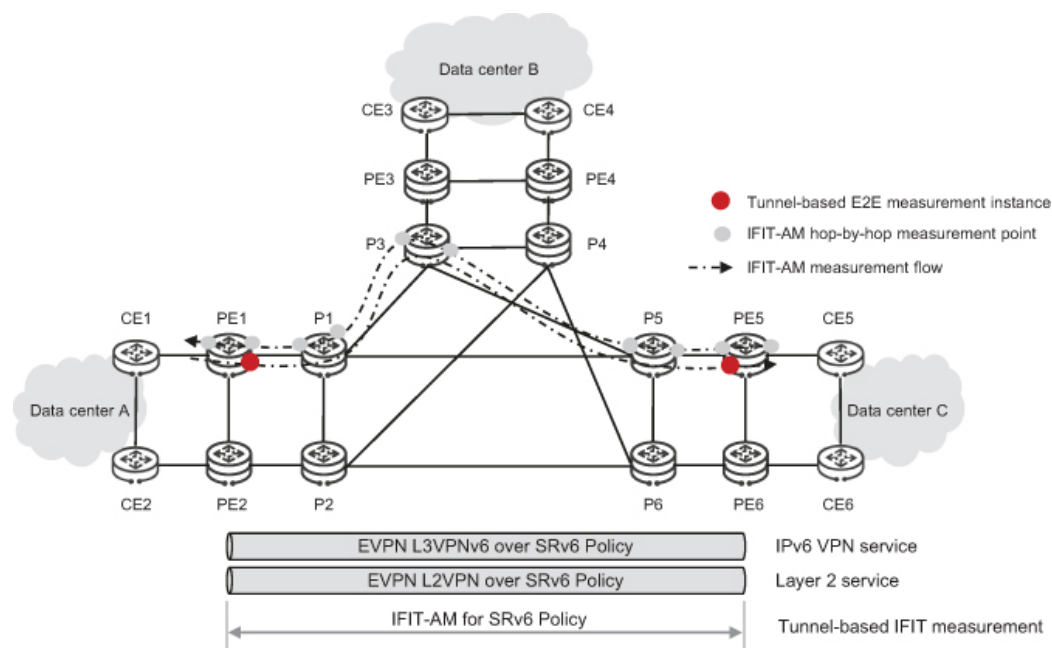 Data center B
CE3
CE4
PE3
PE4
Tunnel-based E2E measurement instance
IFIT-AM hop-by-hop measurement point
P3
P4
IFIT-AM measurement flow
CE1
PE1
P1
P5
PE5
CE5
Data center A
Data center C
CE2
PE2
P2
P6
PE6
CE6
EVPN L3VPNv6 over SRv6 Policy
IPv6 VPN service
EVPN L2VPN over SRv6 Policy
Layer 2 service
IFIT-AM for SRv6 Policy
Tunnel-based IFIT measurement